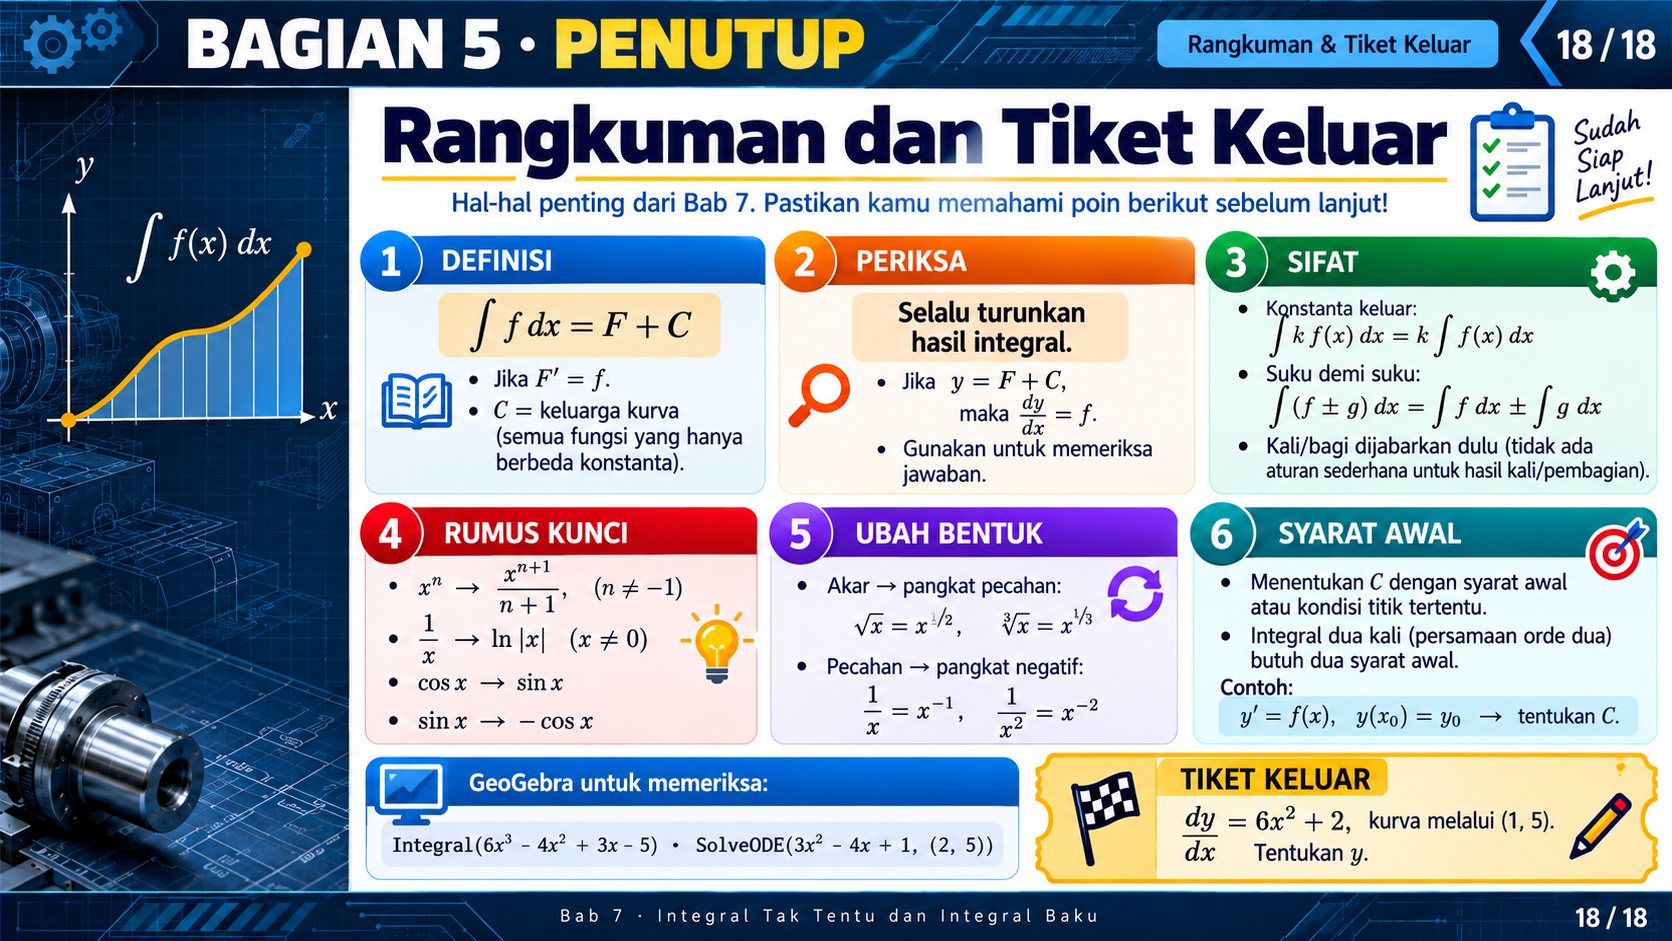 BAGIAN 5 · PENUTUP
Rangkuman & Tiket Keluar
18 / 18
Rangkuman dan Tiket Keluar
Sudah
Siap
Lanjut!
Hal-hal penting dari Bab 7. Pastikan kamu memahami poin berikut sebelum lanjut!
y
∫ f(x) dx
x
1 DEFINISI
∫ f dx = F + C
• Jika F′ = f.
• C = keluarga kurva
(semua fungsi yang hanya
berbeda konstanta).
2 PERIKSA
Selalu turunkan
hasil integral.
• Jika y = F + C,
maka dy/dx = f.
• Gunakan untuk memeriksa
jawaban.
3 SIFAT
• Konstanta keluar:
∫ k f(x) dx = k ∫ f(x) dx
• Suku demi suku:
∫(f ± g) dx = ∫ f dx ± ∫ g dx
• Kali/bagi dijabarkan dulu (tidak ada
aturan sederhana untuk hasil kali/pembagian).
4 RUMUS KUNCI
• xⁿ → xⁿ⁺¹/(n + 1), (n ≠ −1)
• 1/x → ln |x| (x ≠ 0)
• cos x → sin x
• sin x → − cos x
5 UBAH BENTUK
• Akar → pangkat pecahan:
√x = x^1/2, ∛x = x^1/3
• Pecahan → pangkat negatif:
1/x = x⁻¹, 1/x² = x⁻²
6 SYARAT AWAL
• Menentukan C dengan syarat awal
atau kondisi titik tertentu.
• Integral dua kali (persamaan orde dua)
butuh dua syarat awal.
Contoh:
y′ = f(x), y(x₀) = y₀ → tentukan C.
GeoGebra untuk memeriksa:
Integral(6x³ – 4x² + 3x – 5) • SolveODE(3x² – 4x + 1, (2, 5))
TIKET KELUAR
dy/dx = 6x² + 2, kurva melalui (1, 5).
Tentukan y.
Bab 7 · Integral Tak Tentu dan Integral Baku
18 / 18